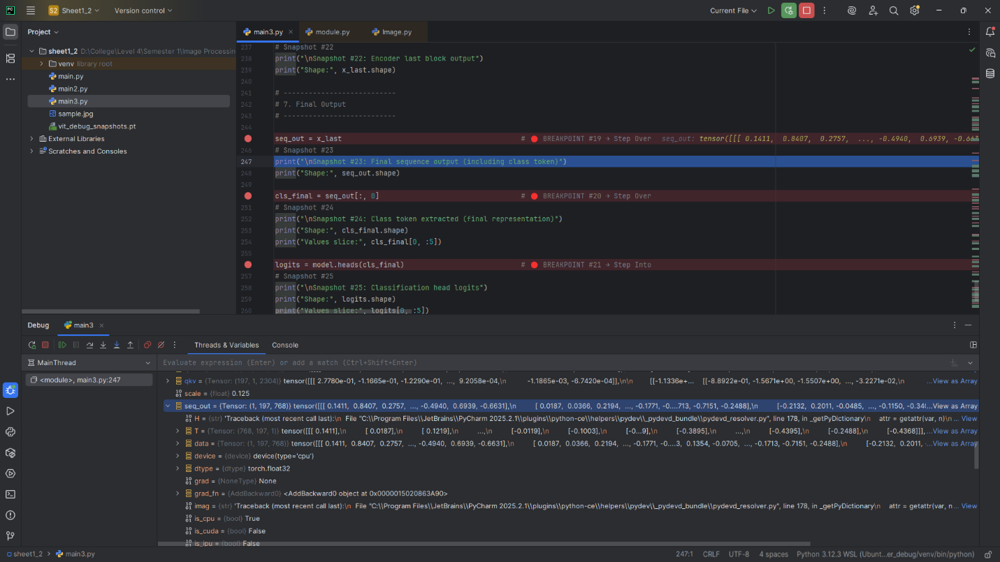 S2 Sheet1_2 Version control Current File
Project
main3.py module.py Image.py
sheet1_2 D:\College\Level 4\Semester 1\Image Processin
venv library root
main.py
main2.py
main3.py
sample.jpg
vit_debug_snapshots.pt
External Libraries
Scratches and Consoles
237 # Snapshot #22
238 print("\nSnapshot #22: Encoder last block output")
239 print("Shape:", x_last.shape)
240
241 # ---------------------------
242 # 7. Final Output
243 # ---------------------------
244
seq_out = x_last # 🔴 BREAKPOINT #19 → Step Over seq_out: tensor([[[ 0.1411, 0.8407, 0.2757, ..., -0.4940, 0.6939, -0.663
246 # Snapshot #23
247 print("\nSnapshot #23: Final sequence output (including class token)")
248 print("Shape:", seq_out.shape)
249
cls_final = seq_out[:, 0] # 🔴 BREAKPOINT #20 → Step Over
251 # Snapshot #24
252 print("\nSnapshot #24: Class token extracted (final representation)")
253 print("Shape:", cls_final.shape)
254 print("Values slice:", cls_final[0, :5])
255
logits = model.heads(cls_final) # 🔴 BREAKPOINT #21 → Step Into
257 # Snapshot #25
258 print("\nSnapshot #25: Classification head logits")
259 print("Shape:", logits.shape)
260 print("Values slice:", logits[0, :5])
Debug main3
Threads & Variables Console
MainThread
<module>, main3.py:247
Evaluate expression (Enter) or add a watch (Ctrl+Shift+Enter)
qkv = {Tensor: (197, 1, 2304)} tensor([[[ 2.7780e-01, -1.1665e-01, -1.2290e-01, ..., 9.2058e-04,\n -1.1865e-03, -6.7420e-04]],\n\n [[-1.1336e+... [[-8.8922e-01, -1.5671e+00, -1.5507e+00, ..., -3.2271e-02,\n ...View as Array
scale = {float} 0.125
seq_out = {Tensor: (1, 197, 768)} tensor([[[ 0.1411, 0.8407, 0.2757, ..., -0.4940, 0.6939, -0.6631],\n [ 0.0187, 0.0366, 0.2194, ..., -0.1771, -0....713, -0.7151, -0.2488],\n [-0.2132, 0.2011, -0.0485, ..., -0.1150, -0.34(...View as Array
H = {str} 'Traceback (most recent call last):\n File "C:\\Program Files\\JetBrains\\PyCharm 2025.2.1\\plugins\\python-ce\\helpers\\pydev\\_pydevd_bundle\\pydevd_resolver.py", line 178, in _getPyDictionary\n attr = getattr(var, n)\n ... View
T = {Tensor: (768, 197, 1)} tensor([[[ 0.1411],\n [ 0.0187],\n [ 0.1219],\n ...,\n [-0.0119],\n [-0.1003],\n [-0...9],\n [-0.3895],\n ...,\n [-0.4395],\n [-0.2488],\n [-0.4368]]],...View as Array
data = {Tensor: (1, 197, 768)} tensor([[[ 0.1411, 0.8407, 0.2757, ..., -0.4940, 0.6939, -0.6631],\n [ 0.0187, 0.0366, 0.2194, ..., -0.1771, -0....3, 0.1354, -0.0705, ..., -0.1713, -0.7151, -0.2488],\n [-0.2132, 0.2011, ...View as Array
device = {device} device(type='cpu')
dtype = {dtype} torch.float32
grad = {NoneType} None
grad_fn = {AddBackward0} <AddBackward0 object at 0x0000015020863A90>
imag = {str} 'Traceback (most recent call last):\n File "C:\\Program Files\\JetBrains\\PyCharm 2025.2.1\\plugins\\python-ce\\helpers\\pydev\\_pydevd_bundle\\pydevd_resolver.py", line 178, in _getPyDictionary\n attr = getattr(var, n ... View
is_cpu = {bool} True
is_cuda = {bool} False
is_ipu = {bool} False
sheet1_2 > main3.py 247:1 CRLF UTF-8 4 spaces Python 3.12.3 WSL (Ubunt...er_debug/venv/bin/python)